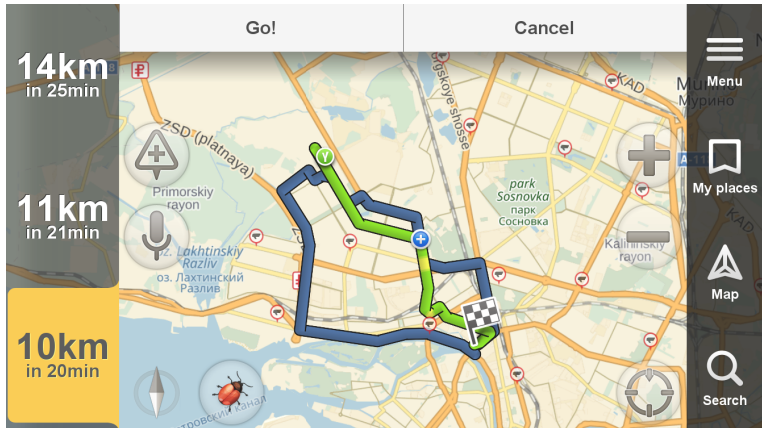 Go!
Cancel
14km
in 25min
11km
in 21min
10km
in 20min
Menu
My places
Map
Search
ZSD (platnaya)
Primorskiy
rayon
oz. Lakhtinskiy
Razliv
оз. Лахтинский
Разлив
park
Sosnovka
парк
Сосновка
KAD
Мурино
Kalininskiy
rayon
KAD